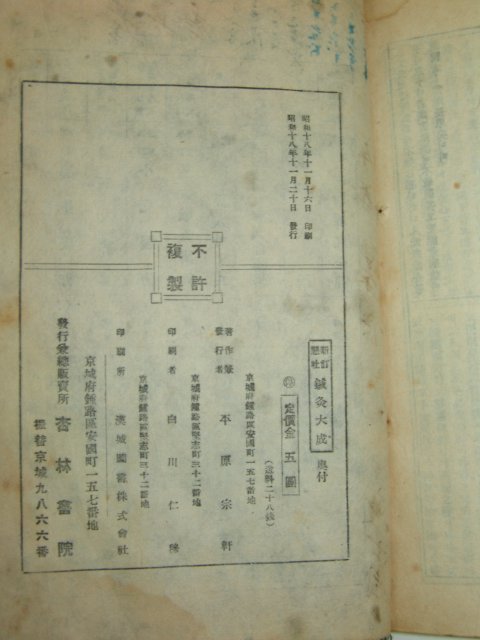 昭和十八年十一月十六日 印刷
昭和十八年十一月二十日 發行
不許
複製
新訂
懸吐
鍼灸大成
奧付
定價金五圓
(送料二十八錢)
京城府鍾路區安國町一五七番地
著作兼
發行者 平原宗軒
京城府鍾路區堅志町三十二番地
印刷者 白川仁
京城府鍾路區堅志町三十二番地
印刷所 漢城圖書株式會社
京城府鍾路區安國町一五七番地
發行兼總販賣所 杏林書院
振替京城九八六六番